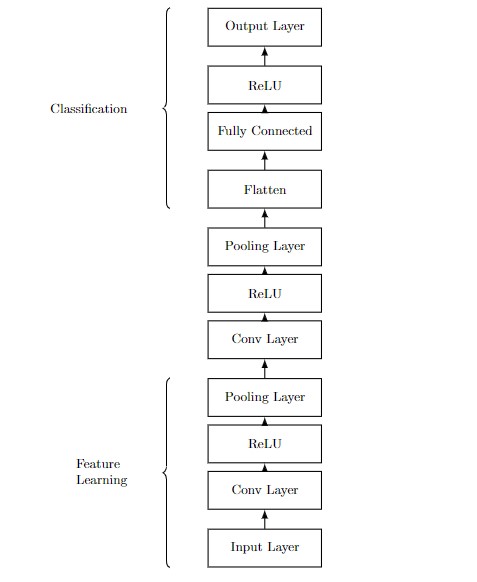 Output Layer
ReLU
Classification
Fully Connected
Flatten
Pooling Layer
ReLU
Conv Layer
Pooling Layer
ReLU
Feature
Learning
Conv Layer
Input Layer